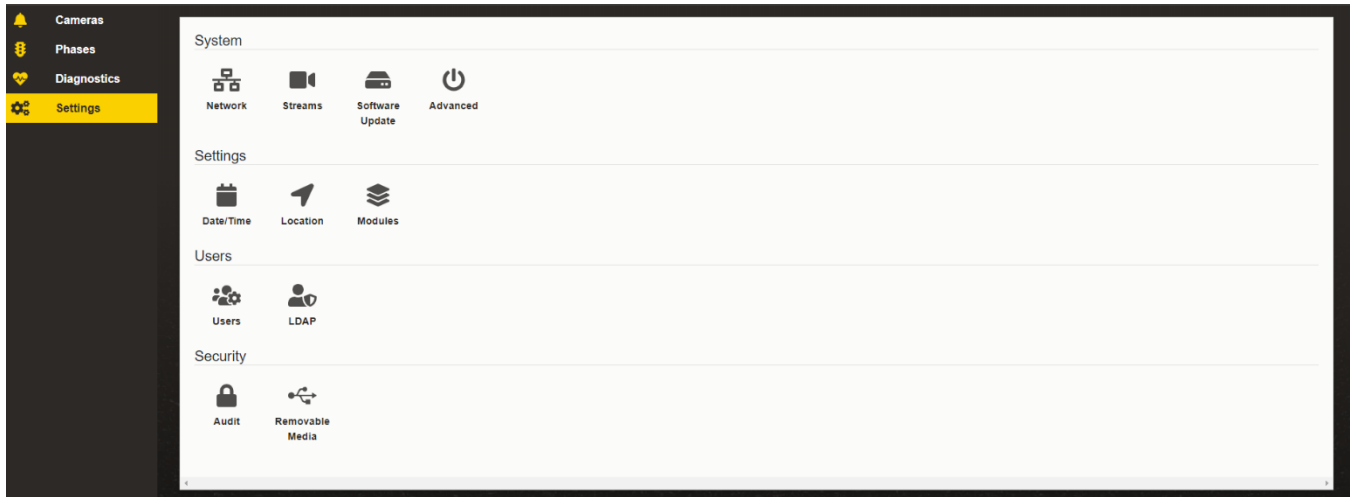 Cameras
Phases
Diagnostics
Settings
System
Network
Streams
Software
Update
Advanced
Settings
Date/Time
Location
Modules
Users
Users
LDAP
Security
Audit
Removable
Media